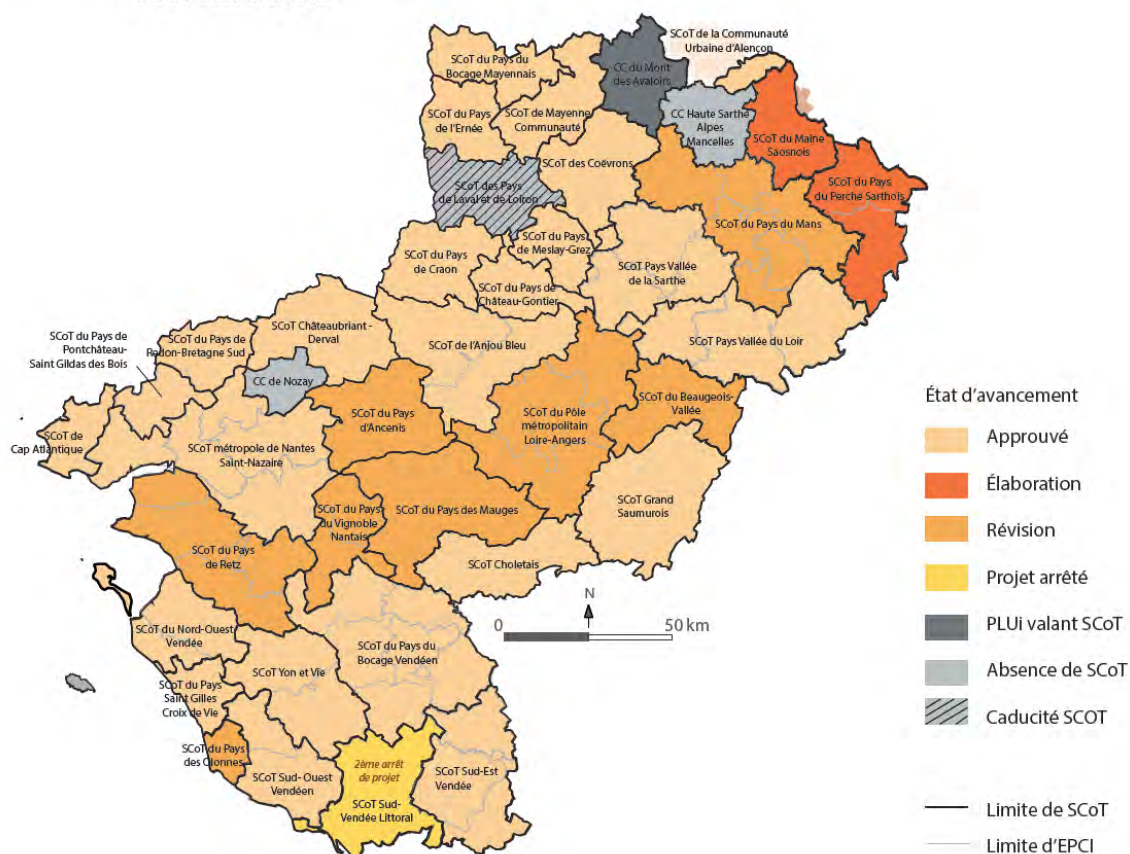 SCoT de la Communauté
Urbaine d'Alençon
SCoT du Pays du
Bocage Mayennais
CC du Mont
des Avaloirs
SCoT du Pays
de l'Ernée
SCoT de Mayenne
Communauté
CC Haute Sarthe
Alpes
Mancelles
SCoT du Maine
Saosnois
SCoT des Coëvrons
SCoT des Pays
de Laval et de Loiron
SCoT du Pays
du Perche Sarthois
SCoT du Pays du Mans
SCoT du Pays
de Meslay-Grez
SCoT du Pays
de Craon
SCoT Pays Vallée
de la Sarthe
SCoT du Pays de
Château-Gontier
SCoT du Pays de
Pontchâteau-
Saint Gildas des Bois
SCoT du Pays de
Redon-Bretagne Sud
SCoT Châteaubriant -
Derval
SCoT de l'Anjou Bleu
SCoT Pays Vallée du Loir
CC de Nozay
SCoT du Pays
d'Ancenis
SCoT du Pôle
métropolitain
Loire-Angers
SCoT du Beaugeois-
Vallée
SCoT de
Cap Atlantique
SCoT métropole de Nantes
Saint-Nazaire
SCoT du Pays
du Vignoble
Nantais
SCoT du Pays des Mauges
SCoT Grand
Saumurois
SCoT du Pays
de Retz
SCoT Choletais
N
0
50 km
SCoT du Nord-Ouest
Vendée
SCoT Yon et Vie
SCoT du Pays du
Bocage Vendéen
SCoT du Pays
Saint Gilles
Croix de Vie
SCoT du Pays
des Olonnes
SCoT Sud- Ouest
Vendéen
2ème arrêt
de projet
SCoT Sud-
Vendée Littoral
SCoT Sud-Est
Vendée
État d'avancement
Approuvé
Élaboration
Révision
Projet arrêté
PLUi valant SCoT
Absence de SCoT
Caducité SCOT
Limite de SCoT
Limite d'EPCI